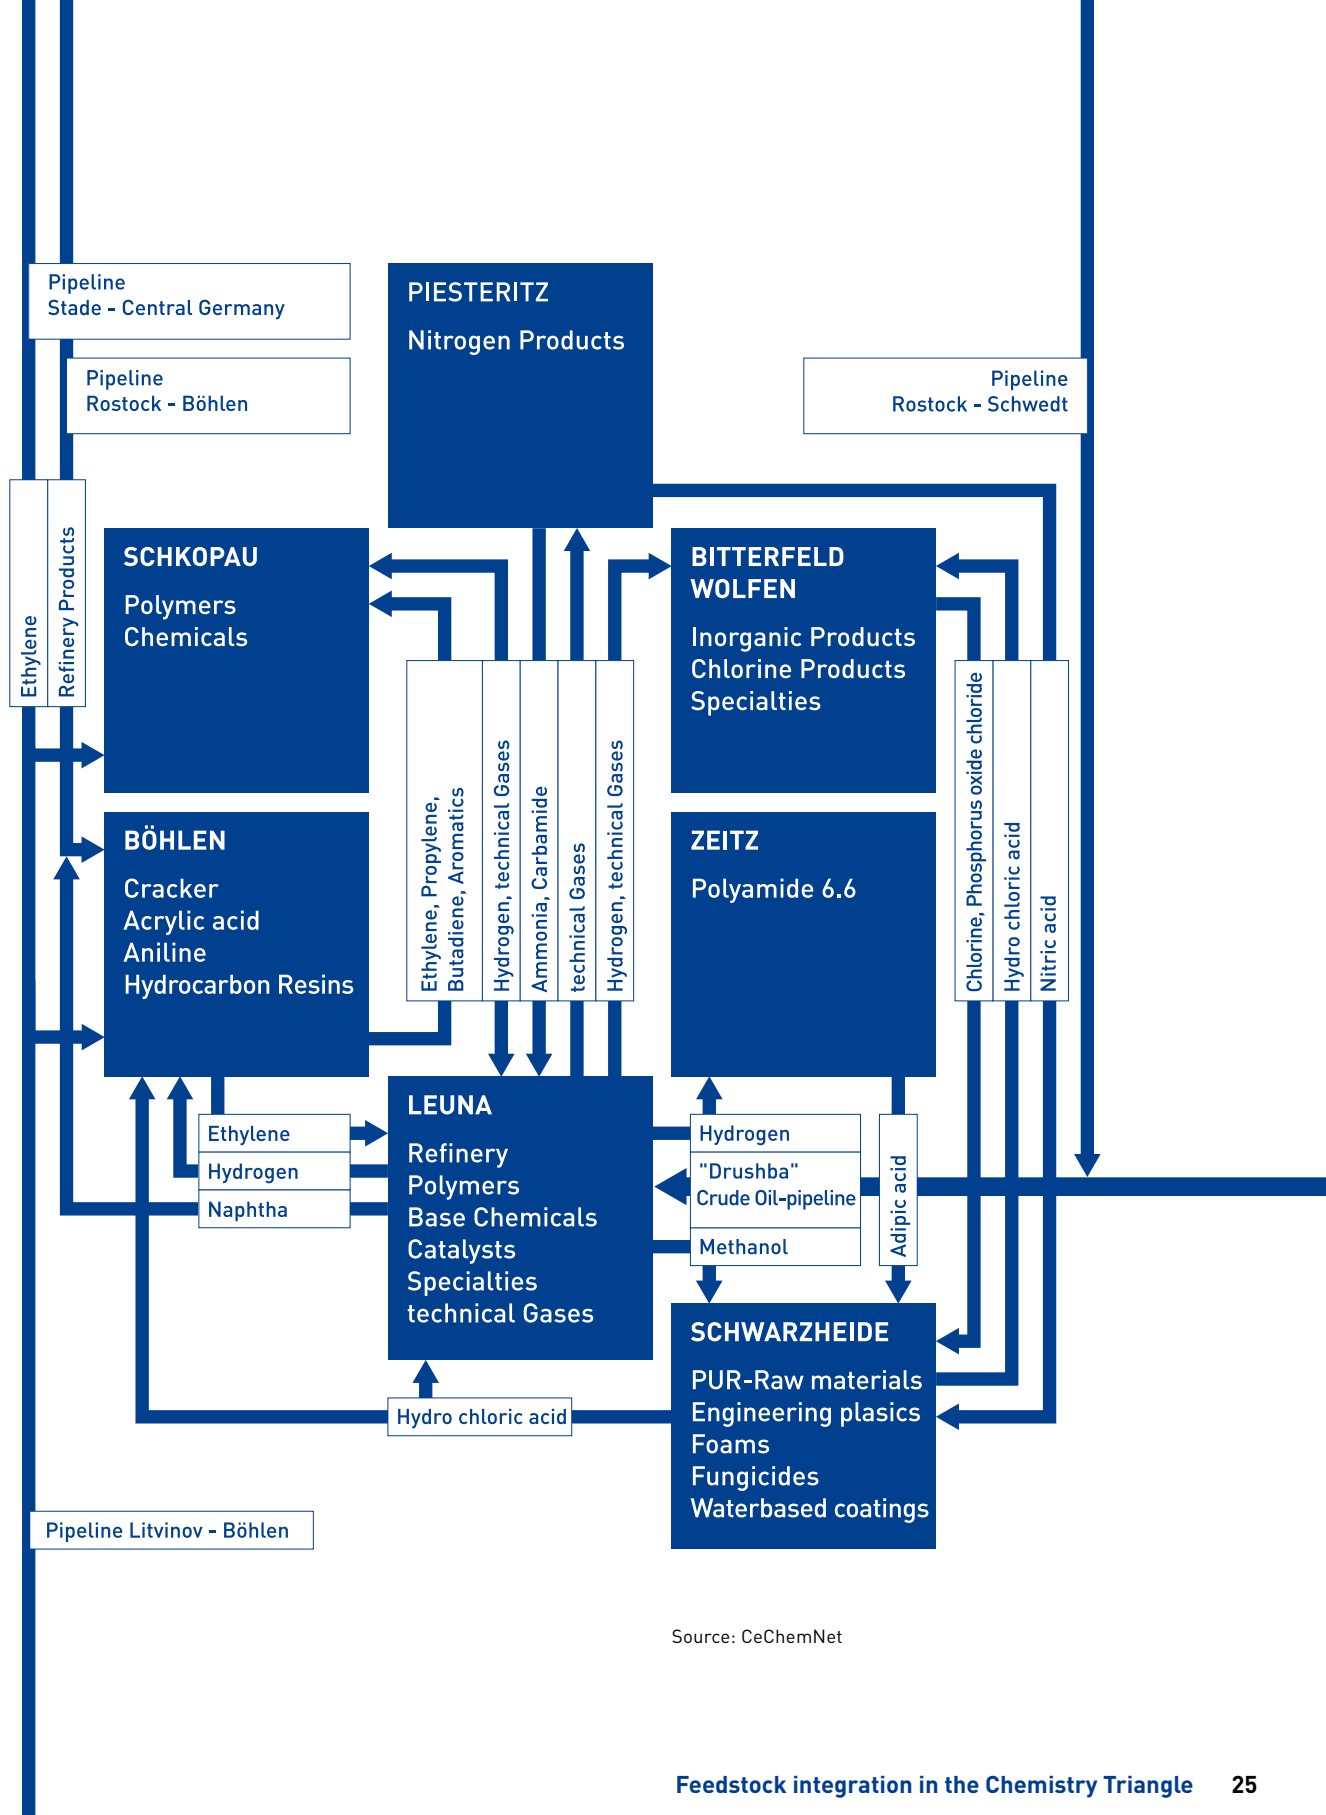 Pipeline
Stade - Central Germany
Pipeline
Rostock - Böhlen
PIESTERITZ
Nitrogen Products
Pipeline
Rostock - Schwedt
Ethylene
Refinery Products
SCHKOPAU
Polymers
Chemicals
BITTERFELD
WOLFEN
Inorganic Products
Chlorine Products
Specialties
Ethylene, Propylene,
Butadiene, Aromatics
Hydrogen, technical Gases
Ammonia, Carbamide
technical Gases
Hydrogen, technical Gases
Chlorine, Phosphorus oxide chloride
Hydro chloric acid
Nitric acid
BÖHLEN
Cracker
Acrylic acid
Aniline
Hydrocarbon Resins
ZEITZ
Polyamide 6.6
Ethylene
Hydrogen
Naphtha
LEUNA
Refinery
Polymers
Base Chemicals
Catalysts
Specialties
technical Gases
Hydrogen
"Drushba"
Crude Oil-pipeline
Methanol
Adipic acid
SCHWARZHEIDE
PUR-Raw materials
Engineering plasics
Foams
Fungicides
Waterbased coatings
Hydro chloric acid
Pipeline Litvinov - Böhlen
Source: CeChemNet
Feedstock integration in the Chemistry Triangle 25